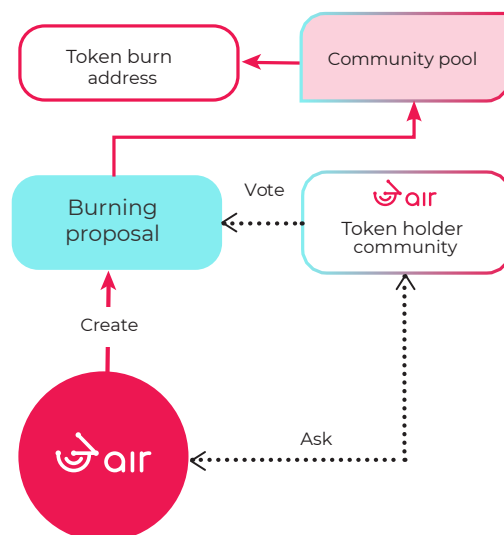 Token burn
address
Community pool
Burning
proposal
Vote
air
Token holder
community
Create
air
Ask